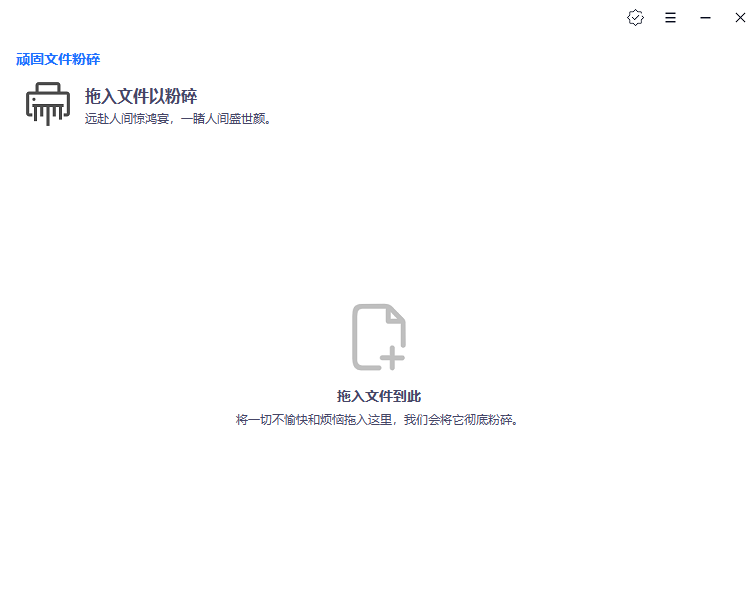 顽固文件粉碎
拖入文件以粉碎
远赴人间惊鸿宴，一睹人间盛世颜。
拖入文件到此
将一切不愉快和烦恼拖入这里，我们会将它彻底粉碎。